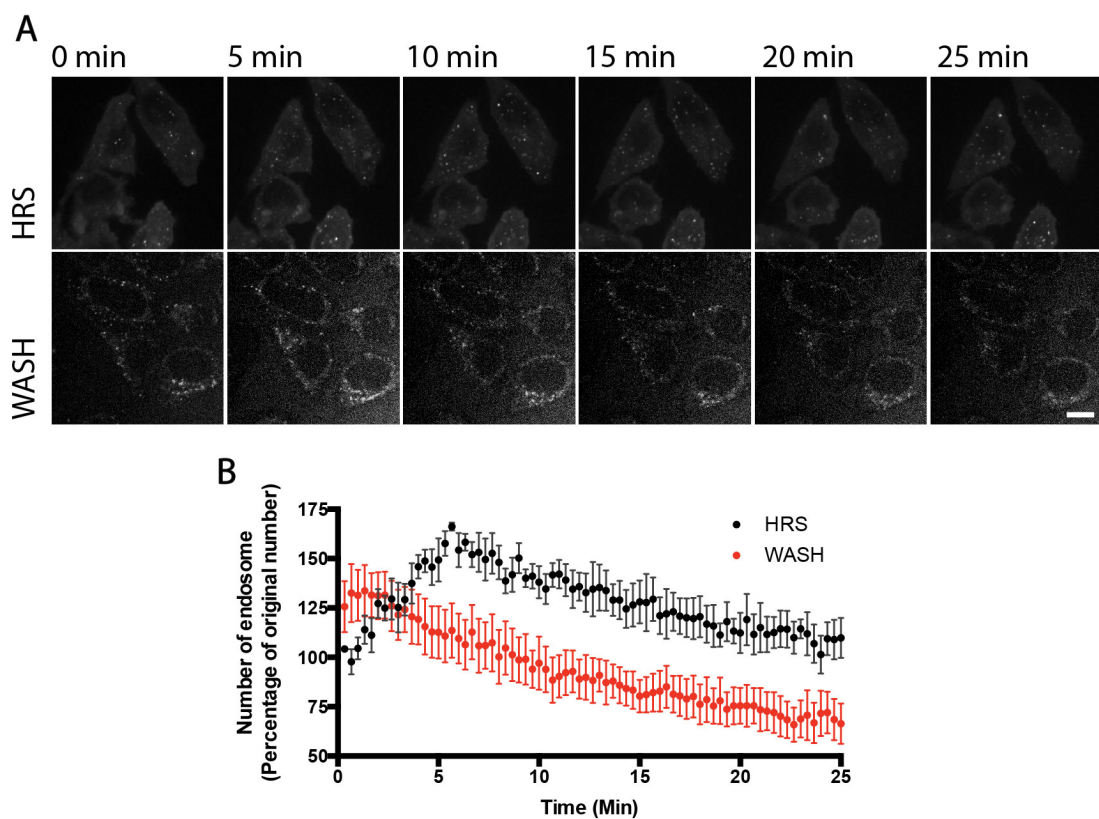 A
0 min 5 min 10 min 15 min 20 min 25 min
HRS
WASH
B
Number of endosome
(Percentage of original number)
175
150
125
100
75
50
0 5 10 15 20 25
Time (Min)
HRS
WASH